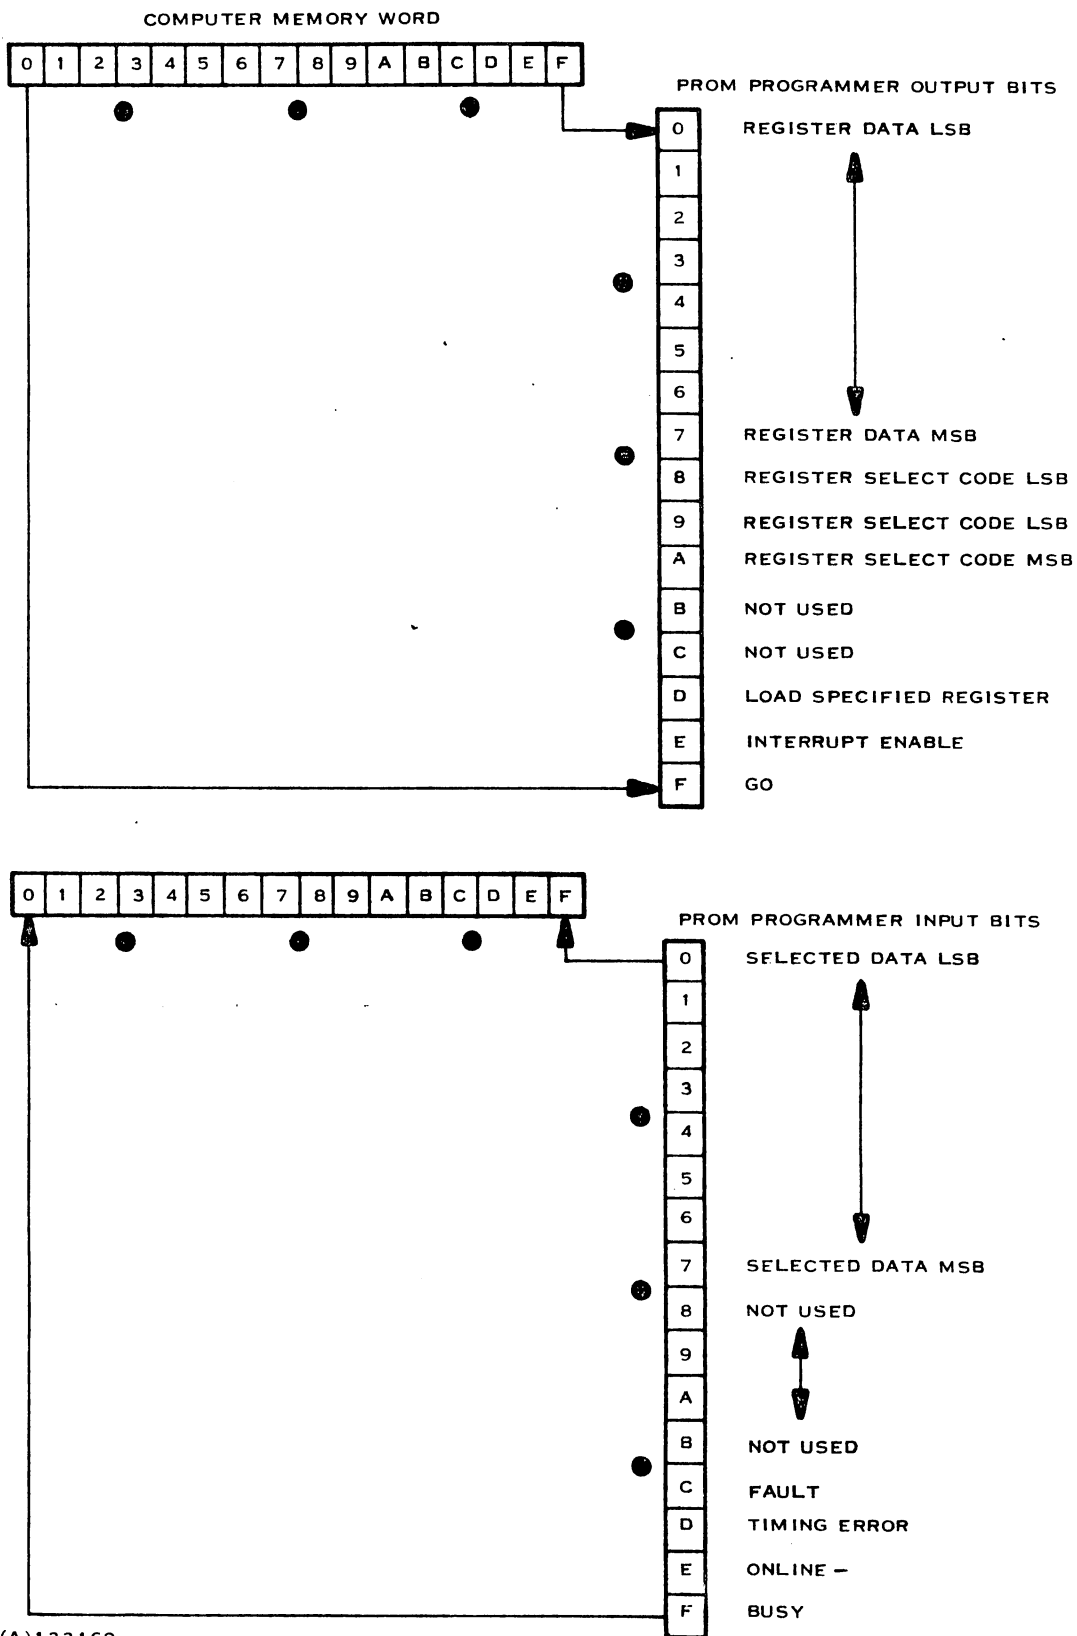 COMPUTER MEMORY WORD
0 1 2 3 4 5 6 7 8 9 A B C D E F
PROM PROGRAMMER OUTPUT BITS
0 REGISTER DATA LSB
1
2
3
4
5
6
7 REGISTER DATA MSB
8 REGISTER SELECT CODE LSB
9 REGISTER SELECT CODE LSB
A REGISTER SELECT CODE MSB
B NOT USED
C NOT USED
D LOAD SPECIFIED REGISTER
E INTERRUPT ENABLE
F GO
0 1 2 3 4 5 6 7 8 9 A B C D E F
PROM PROGRAMMER INPUT BITS
0 SELECTED DATA LSB
1
2
3
4
5
6
7 SELECTED DATA MSB
8 NOT USED
9
A
B NOT USED
C FAULT
D TIMING ERROR
E ONLINE –
F BUSY